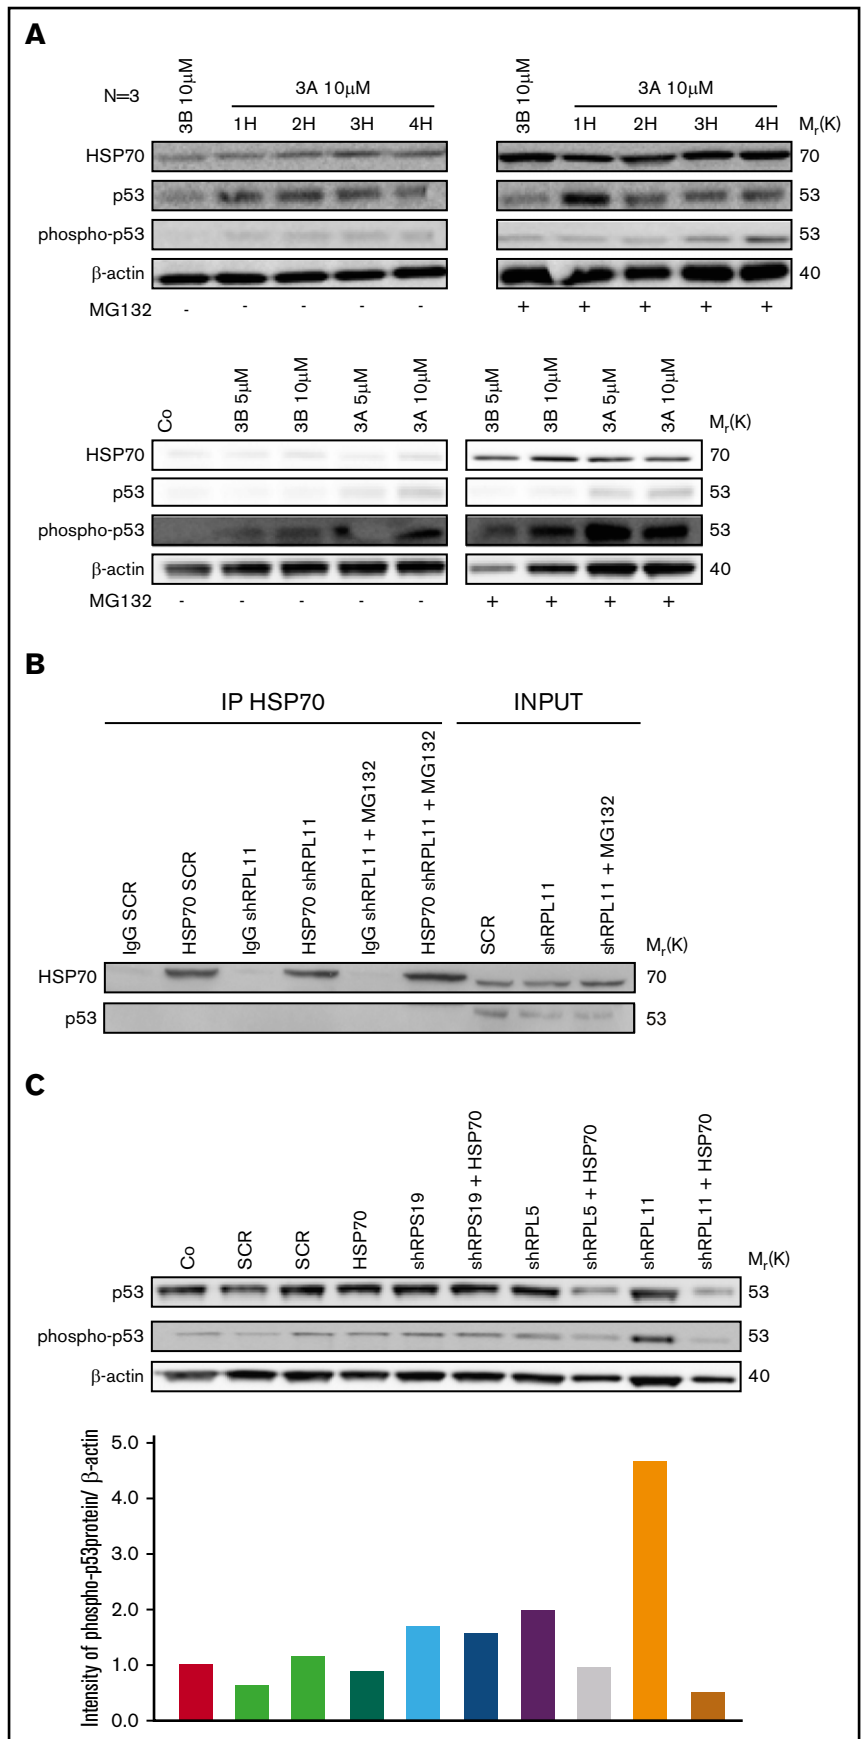 A
N=3
3B 10μM
3A 10μM
1H 2H 3H 4H
3B 10μM
3A 10μM
1H 2H 3H 4H
Mr(K)
HSP70 70
p53 53
phospho-p53 53
β-actin 40
MG132 - - - - - + + + + +
Co
3B 5μM
3B 10μM
3A 5μM
3A 10μM
3B 5μM
3B 10μM
3A 5μM
3A 10μM
Mr(K)
HSP70 70
p53 53
phospho-p53 53
β-actin 40
MG132 - - - - - + + + +
B
IP HSP70 INPUT
IgG SCR
HSP70 SCR
IgG shRPL11
HSP70 shRPL11
IgG shRPL11 + MG132
HSP70 shRPL11 + MG132
SCR
shRPL11
shRPL11 + MG132
Mr(K)
HSP70 70
p53 53
C
Co
SCR
SCR
HSP70
shRPS19
shRPS19 + HSP70
shRPL5
shRPL5 + HSP70
shRPL11
shRPL11 + HSP70
Mr(K)
p53 53
phospho-p53 53
β-actin 40
Intensity of phospho-p53protein/ β-actin
5.0
4.0
3.0
2.0
1.0
0.0